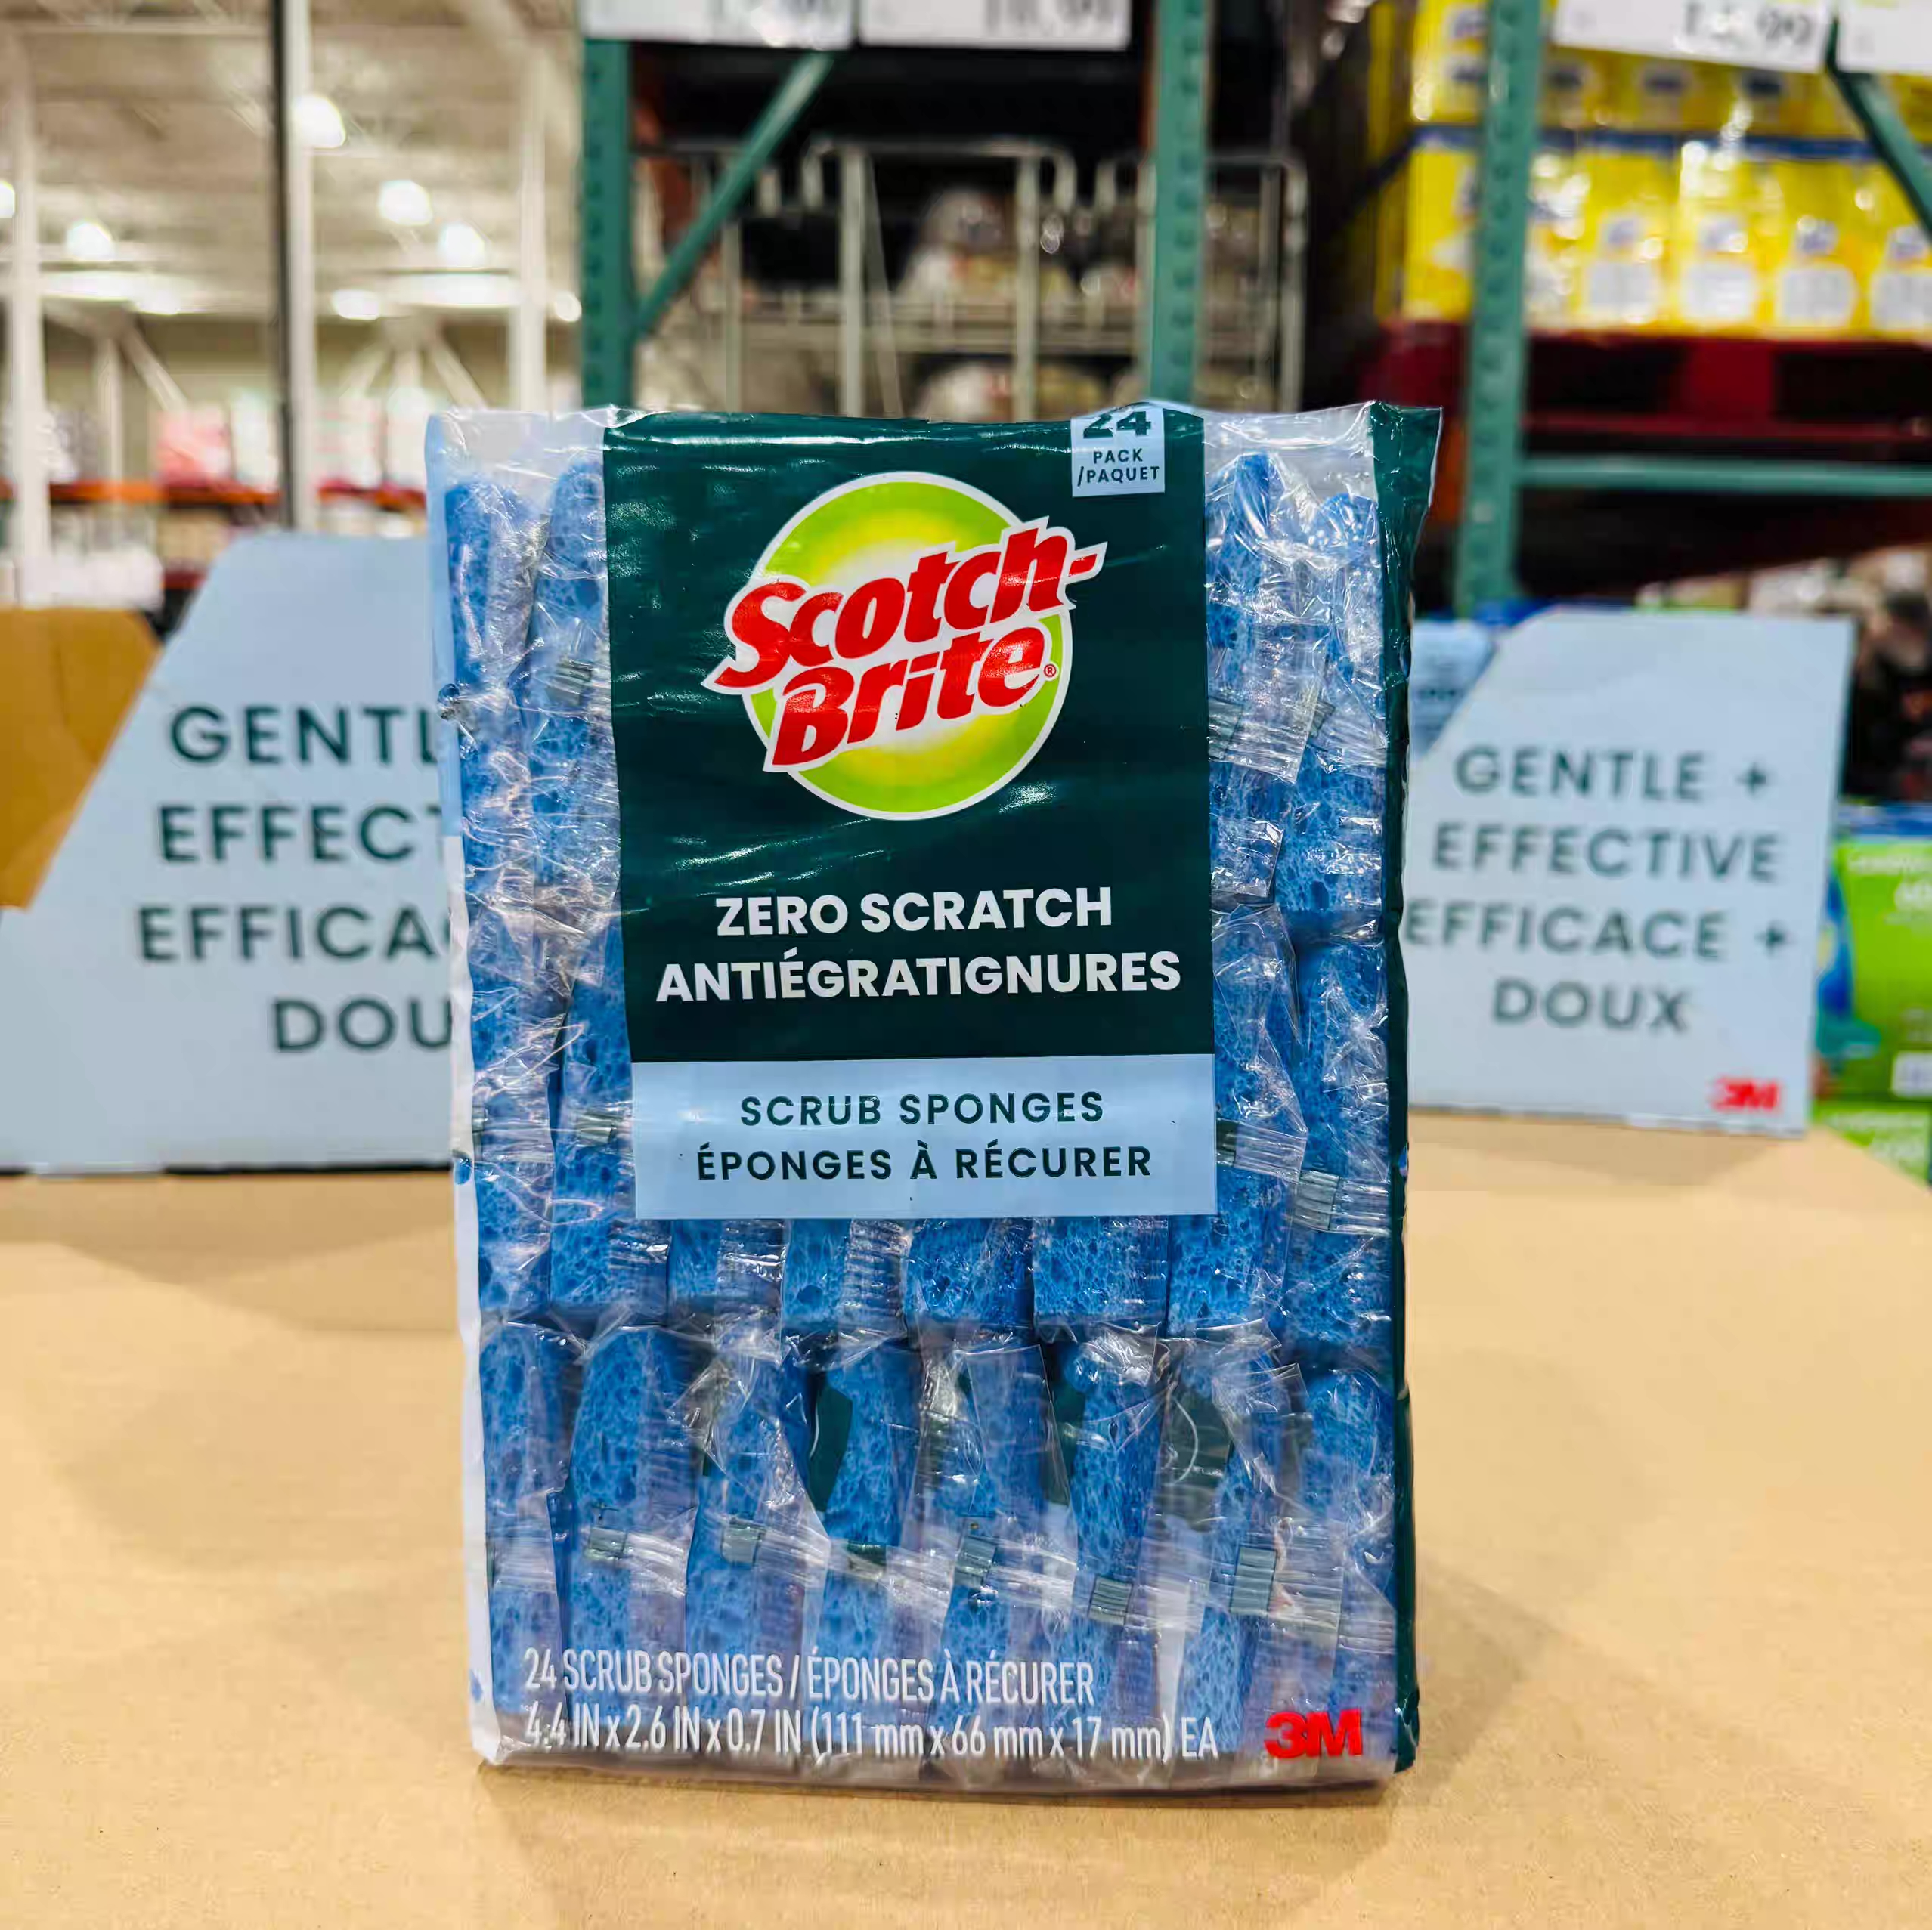 24
PACK
/PAQUET
Scotch-
Brite®
ZERO SCRATCH
ANTIÉGRATIGNURES
SCRUB SPONGES
ÉPONGES À RÉCURER
24 SCRUB SPONGES / ÉPONGES À RÉCURER
4.4 IN x 2.6 IN x 0.7 IN (111 mm x 66 mm x 17 mm) EA
3M
GENTL
EFFECT
EFFICA
DOU
GENTLE +
EFFECTIVE
EFFICACE +
DOUX
3M